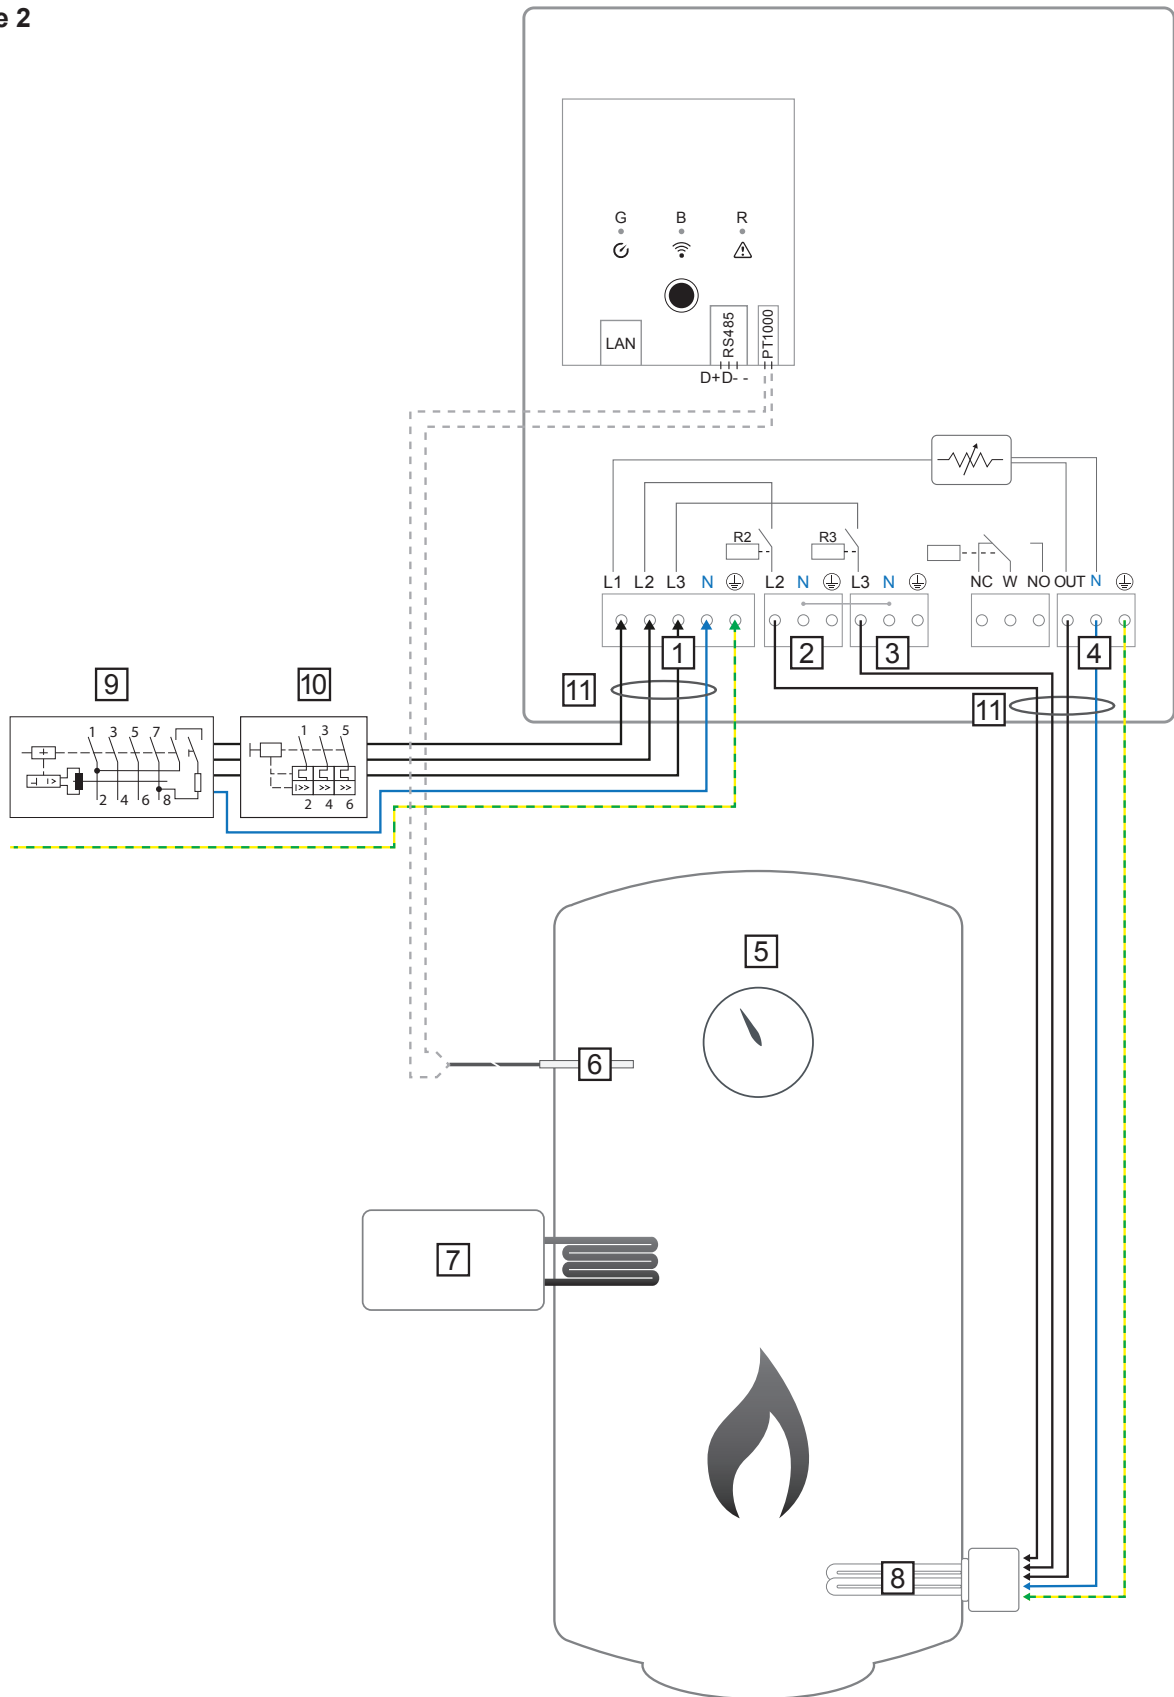 e 2
G B R
LAN
RS485
PT1000
D+D- -
R2 R3
L1 L2 L3 N L2 N L3 N NC W NO OUT N
1 2 3 4
11
11
9 10
1 3 5 7
I>
2 4 6 8
1 3 5
I>> >> >>
2 4 6
5
6
7
8